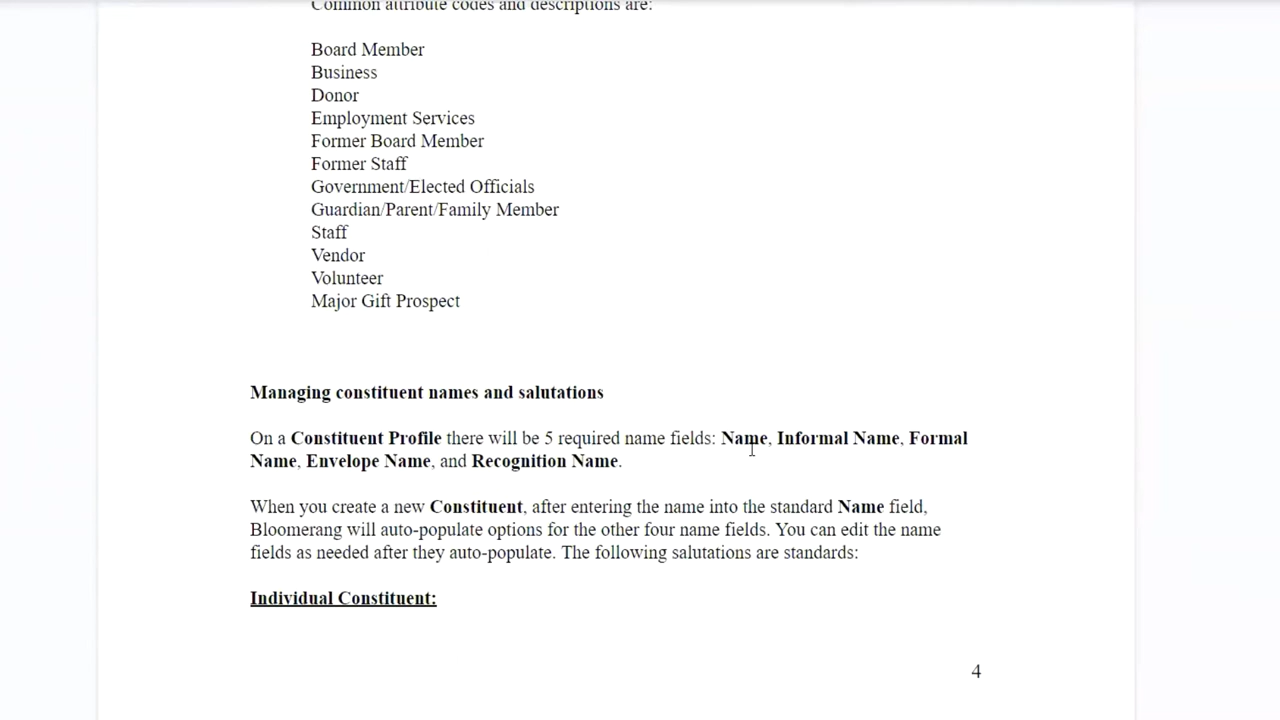 Common attribute codes and descriptions are:
Board Member
Business
Donor
Employment Services
Former Board Member
Former Staff
Government/Elected Officials
Guardian/Parent/Family Member
Staff
Vendor
Volunteer
Major Gift Prospect
Managing constituent names and salutations
On a Constituent Profile there will be 5 required name fields: Name, Informal Name, Formal
Name, Envelope Name, and Recognition Name.
When you create a new Constituent, after entering the name into the standard Name field,
Bloomerang will auto-populate options for the other four name fields. You can edit the name
fields as needed after they auto-populate. The following salutations are standards:
Individual Constituent:
4